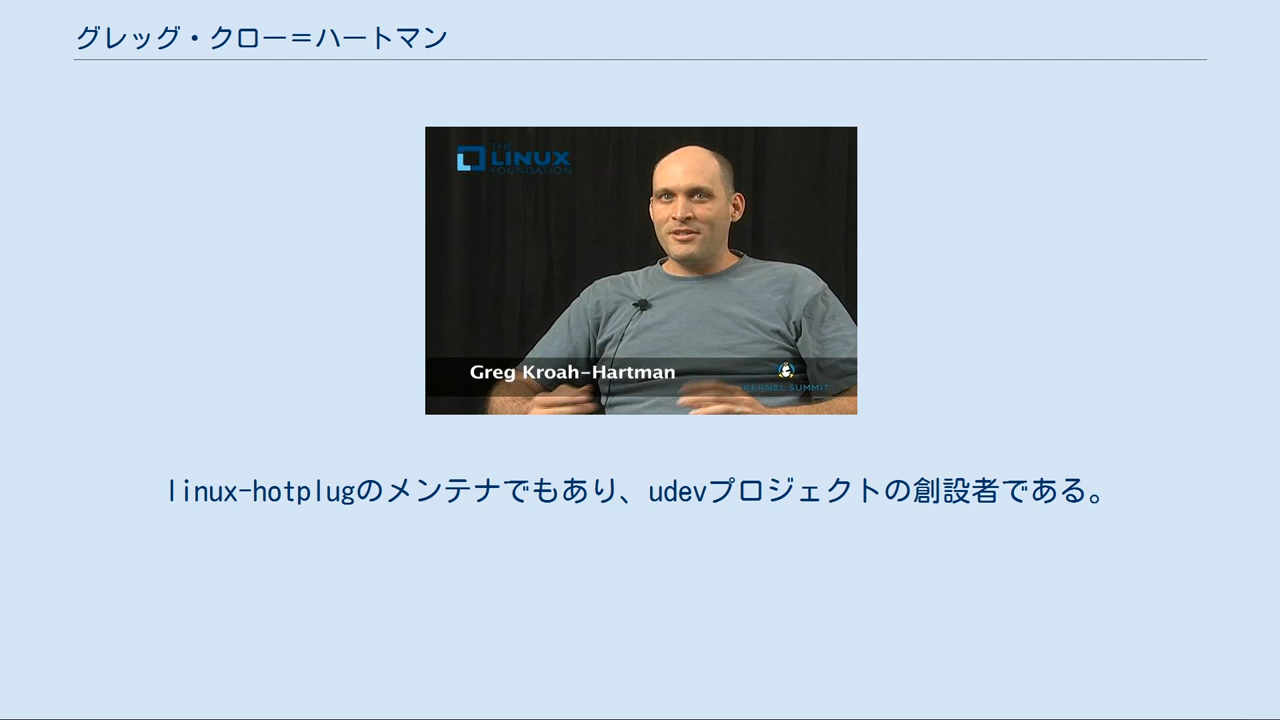 グレッグ・クロー＝ハートマン
THE
LINUX
FOUNDATION
Greg Kroah-Hartman
KERNEL SUMMIT
linux-hotplugのメンテナでもあり、udevプロジェクトの創設者である。